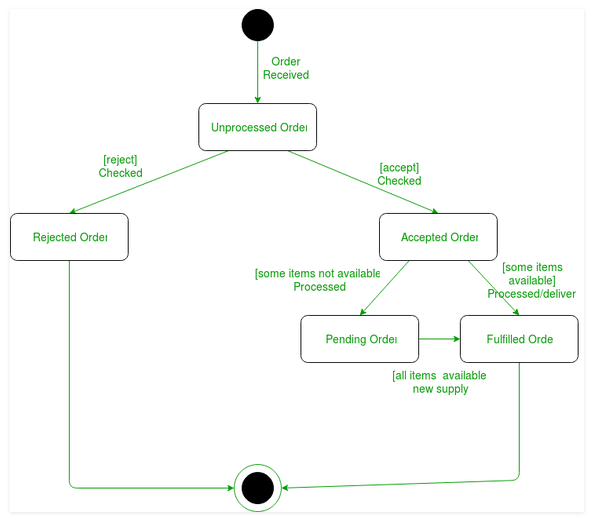 Order
Received
Unprocessed Order
[reject]
Checked
[accept]
Checked
Rejected Order
Accepted Order
[some items not available
Processed
[some items
available]
Processed/deliver
Pending Order
Fulfilled Orde
[all items available
new supply